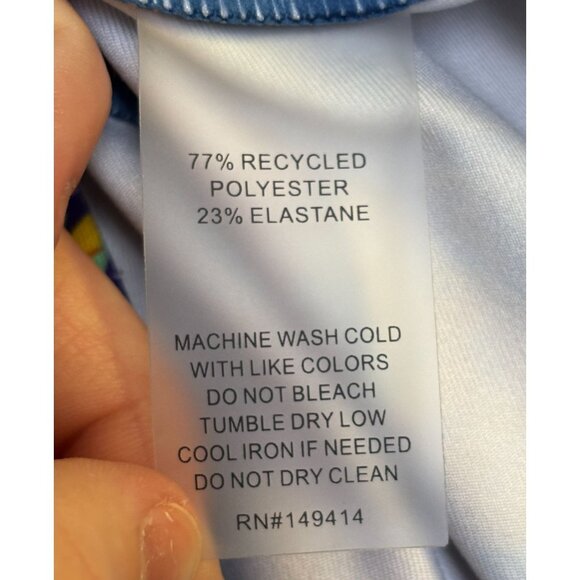 77% RECYCLED
POLYESTER
23% ELASTANE
MACHINE WASH COLD
WITH LIKE COLORS
DO NOT BLEACH
TUMBLE DRY LOW
COOL IRON IF NEEDED
DO NOT DRY CLEAN
RN#149414